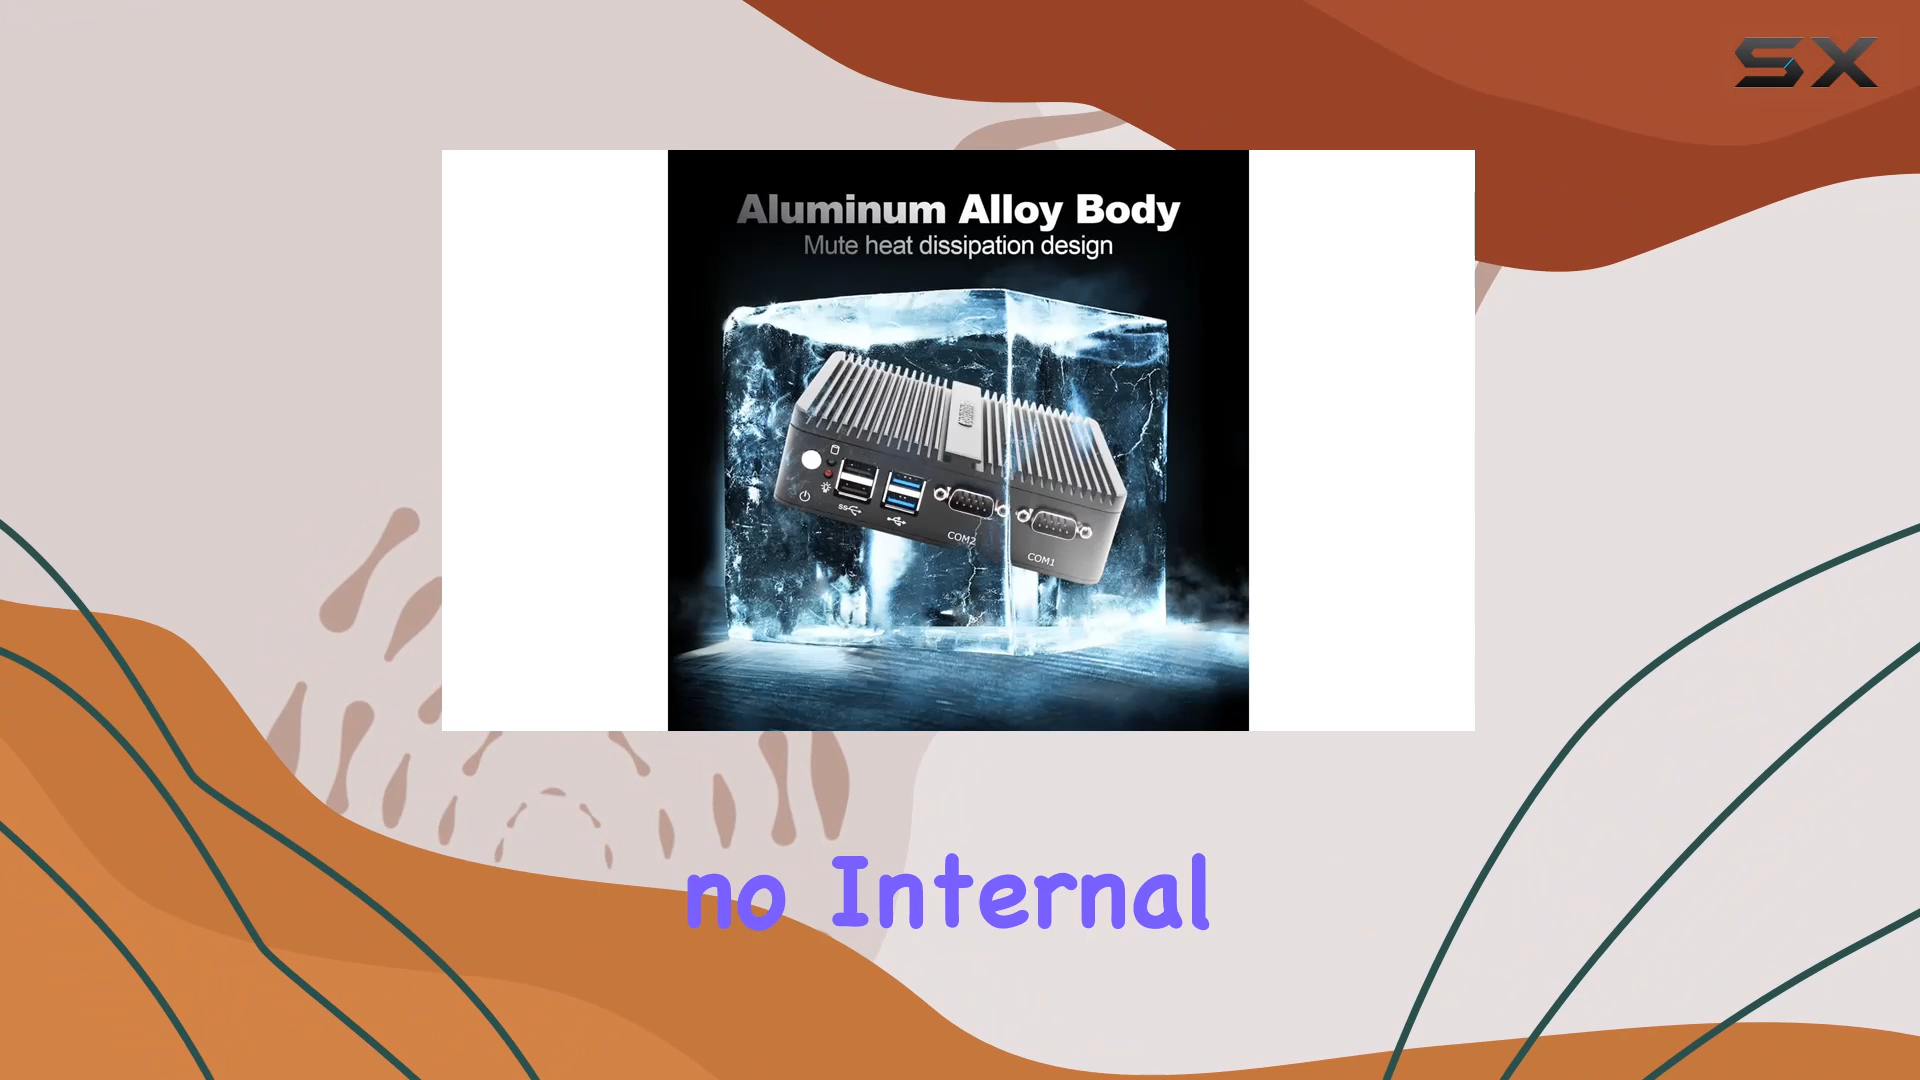 SX
Aluminum Alloy Body
Mute heat dissipation design
COM2
COM1
no Internal